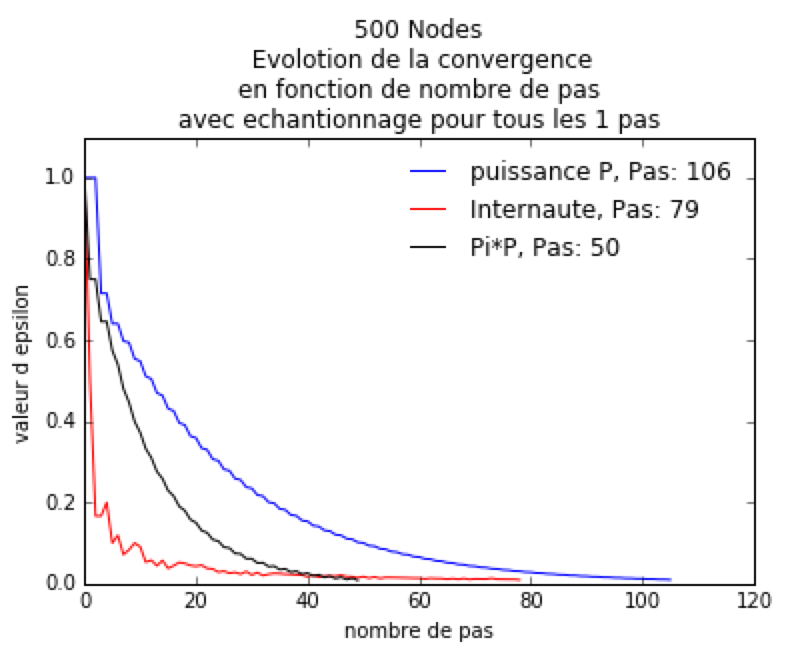 500 Nodes
Evolotion de la convergence
en fonction de nombre de pas
avec echantionnage pour tous les 1 pas
puissance P, Pas: 106
Internaute, Pas: 79
Pi*P, Pas: 50
valeur d epsilon
1.0
0.8
0.6
0.4
0.2
0.0
0 20 40 60 80 100 120
nombre de pas